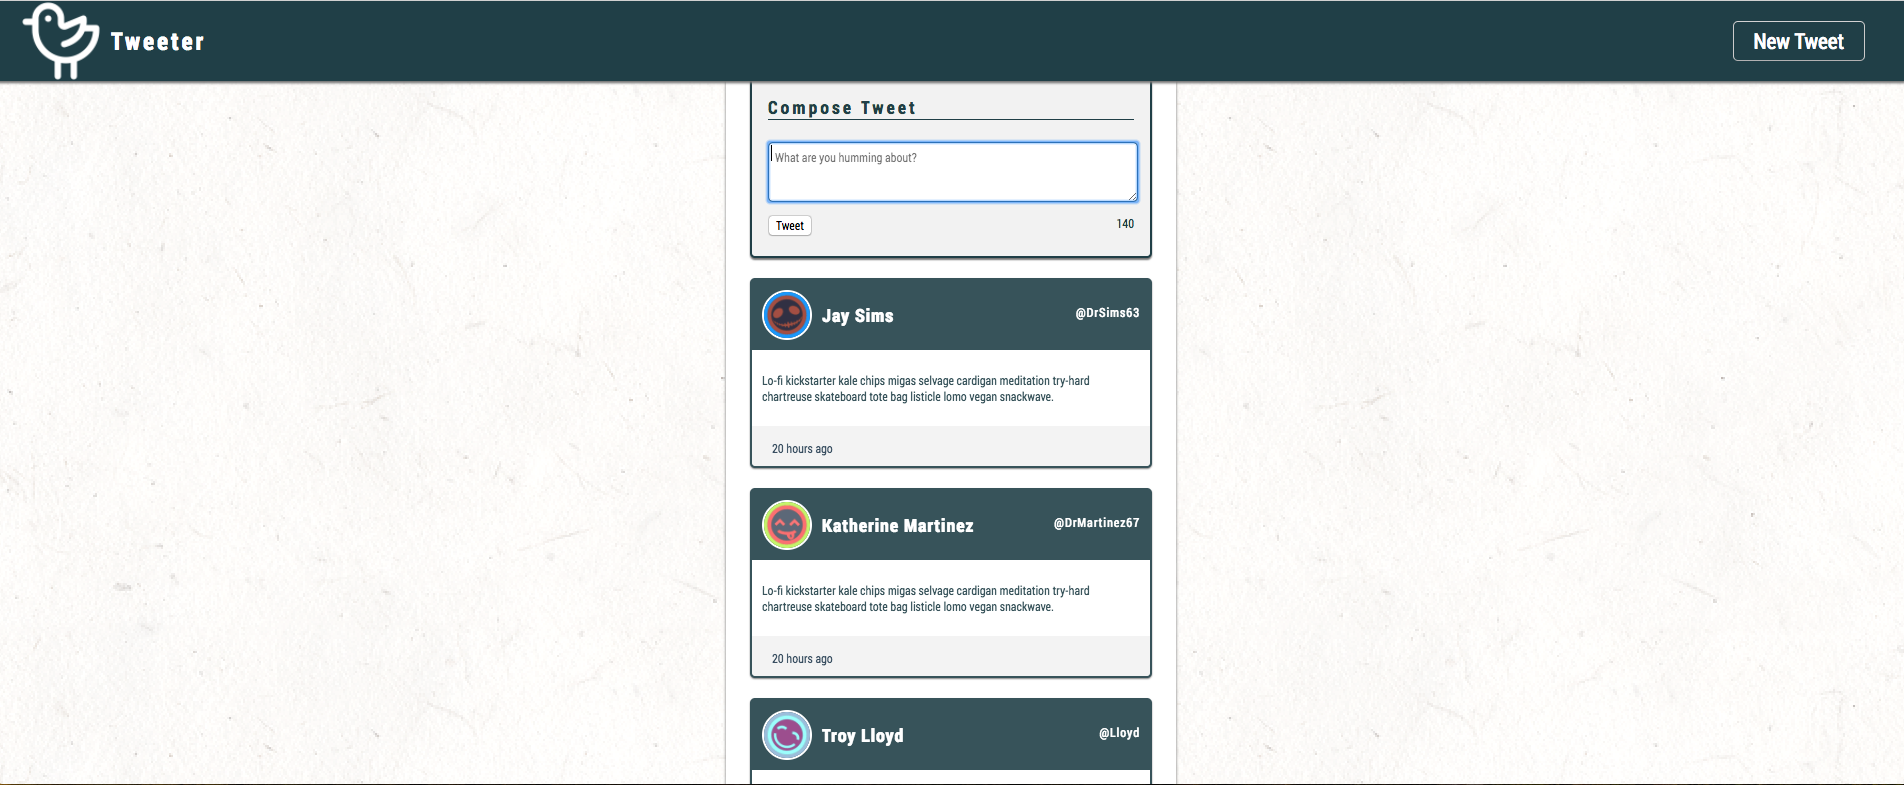 Tweeter
New Tweet
Compose Tweet
What are you humming about?
Tweet
140
Jay Sims
@DrSims63
Lo-fi kickstarter kale chips migas selvage cardigan meditation try-hard
chartreuse skateboard tote bag listicle lomo vegan snackwave.
20 hours ago
Katherine Martinez
@DrMartinez67
Lo-fi kickstarter kale chips migas selvage cardigan meditation try-hard
chartreuse skateboard tote bag listicle lomo vegan snackwave.
20 hours ago
Troy Lloyd
@Lloyd